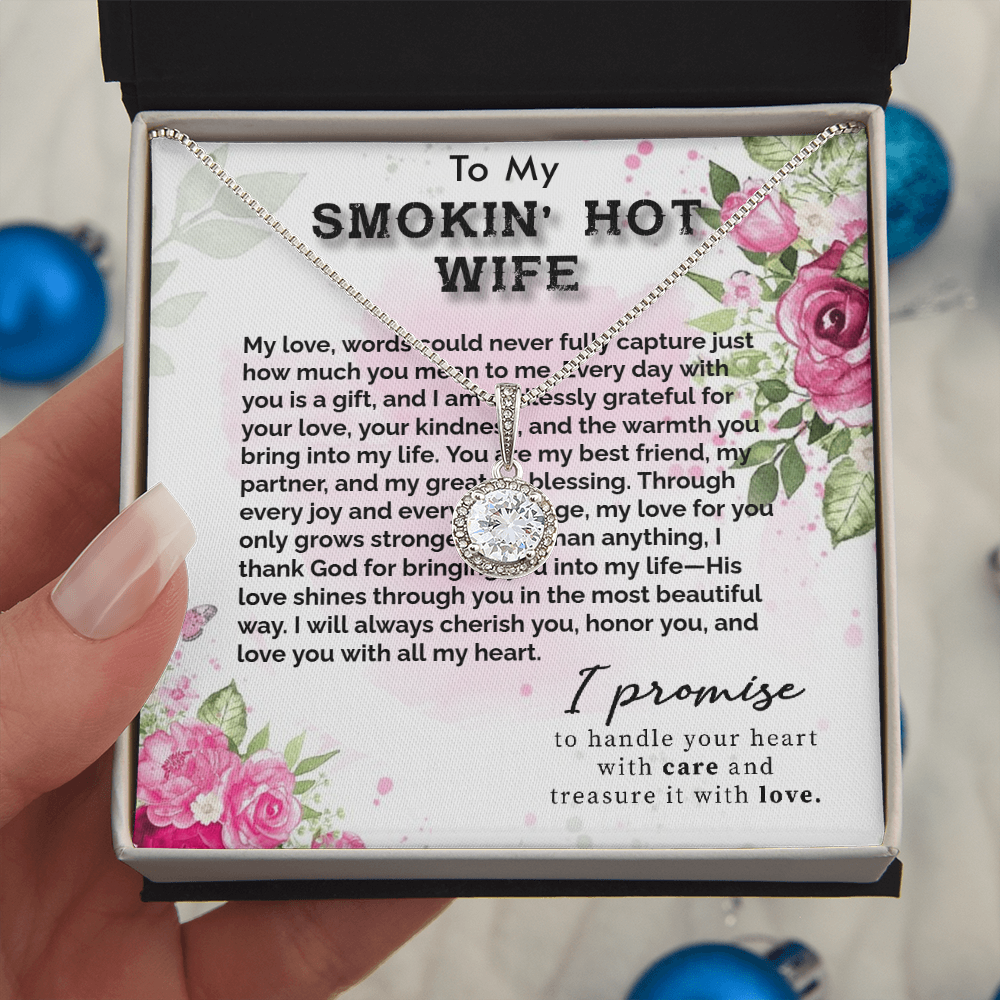 To My
SMOKIN' HOT
WIFE
My love, words could never fully capture just
how much you mean to me. Every day with
you is a gift, and I am endlessly grateful for
your love, your kindness, and the warmth you
bring into my life. You are my best friend, my
partner, and my greatest blessing. Through
every joy and every challenge, my love for you
only grows stronger. than anything, I
thank God for bringing you into my life—His
love shines through you in the most beautiful
way. I will always cherish you, honor you, and
love you with all my heart.
I promise
to handle your heart
with care and
treasure it with love.